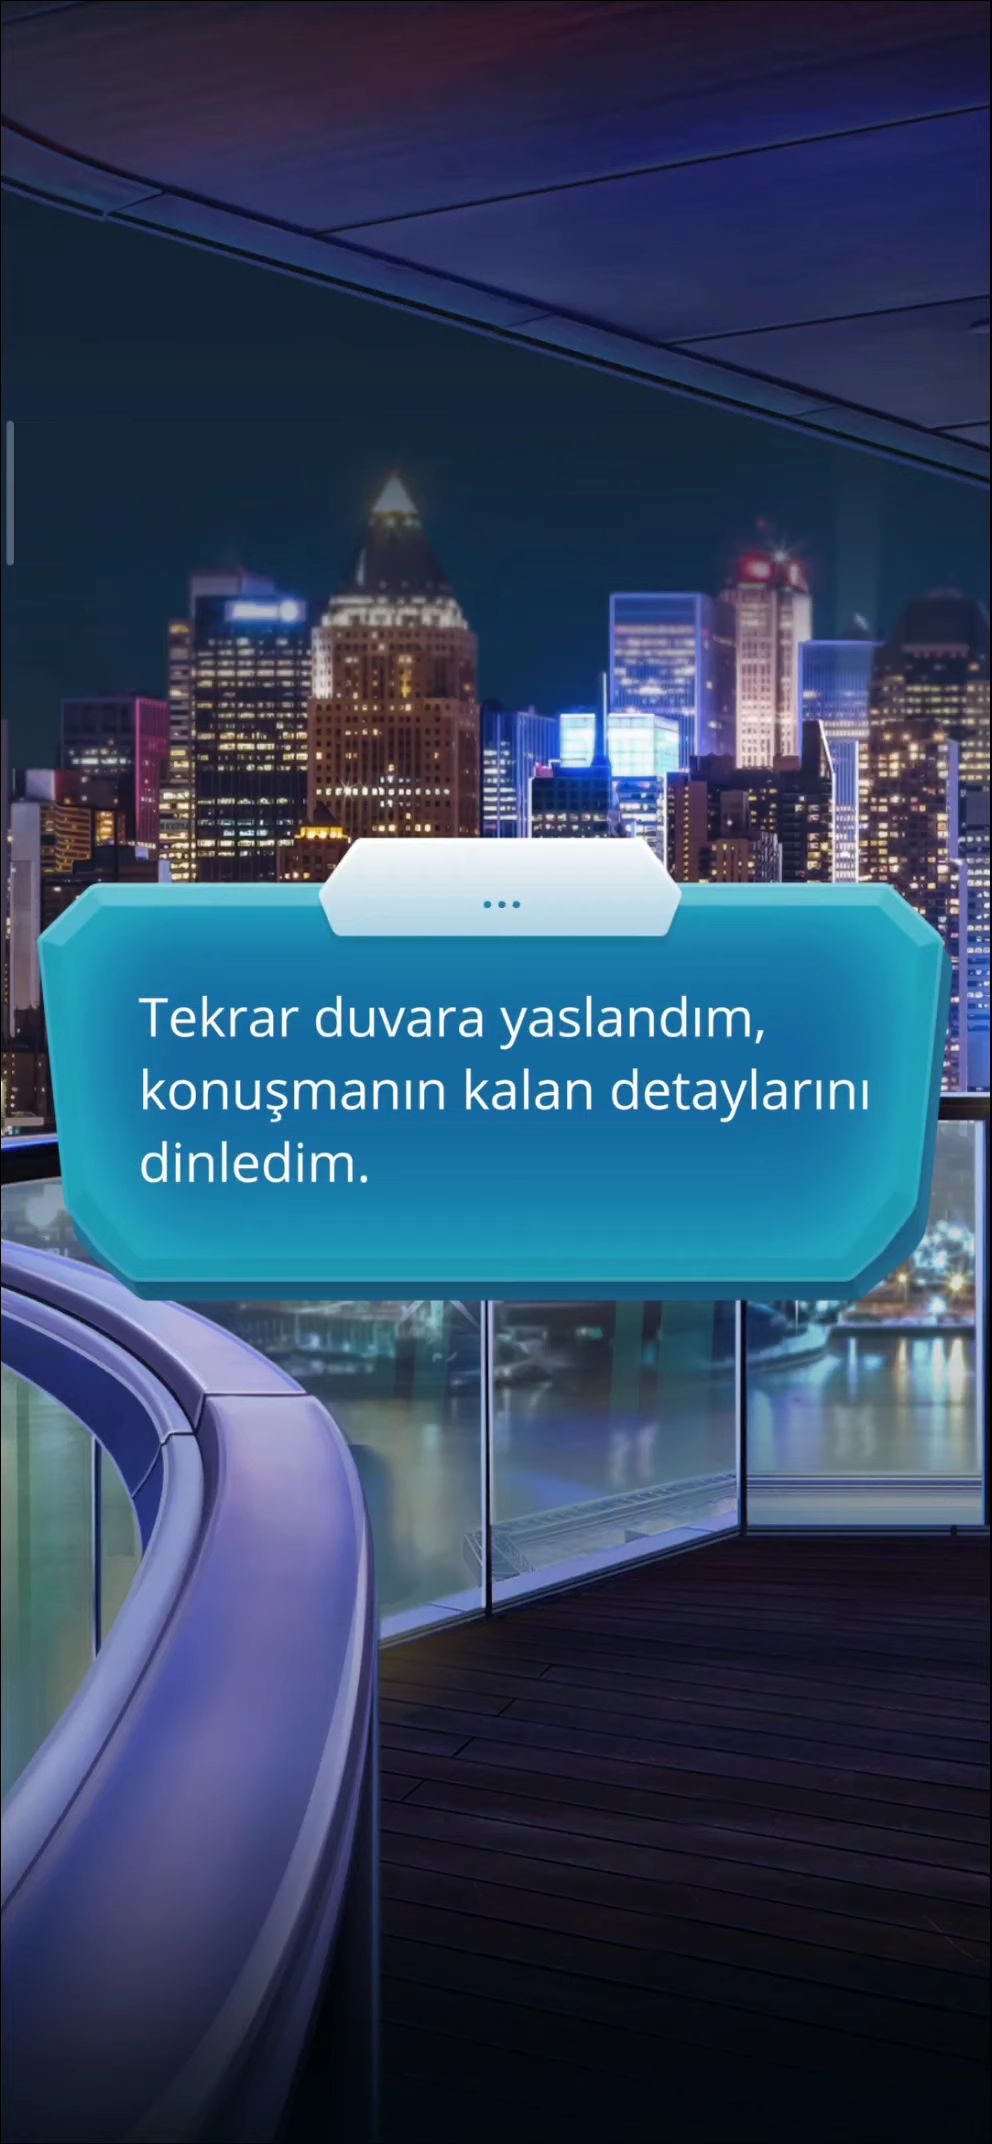 ...
Tekrar duvara yaslandım,
konuşmanın kalan detaylarını
dinledim.